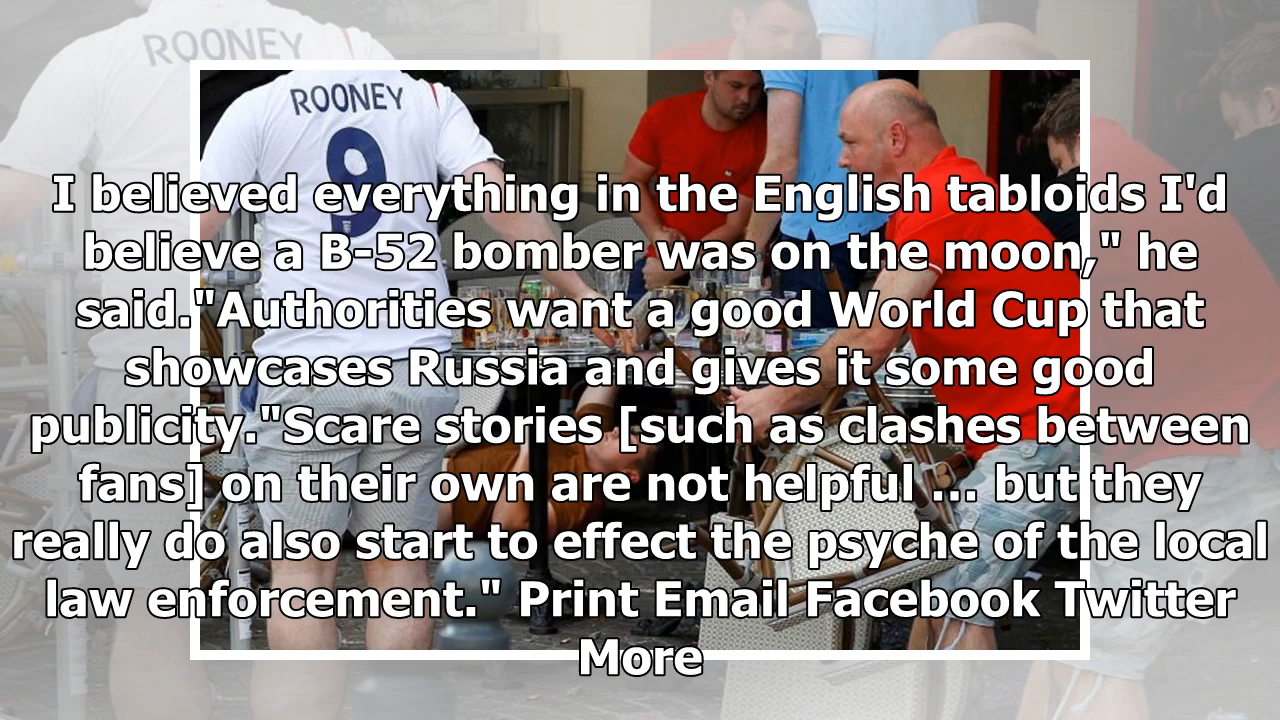 ROONEY
ROONEY
9
I believed everything in the English tabloids I'd
believe a B-52 bomber was on the moon," he
said."Authorities want a good World Cup that
showcases Russia and gives it some good
publicity."Scare stories [such as clashes between
fans] on their own are not helpful ... but they
really do also start to effect the psyche of the local
law enforcement." Print Email Facebook Twitter
More